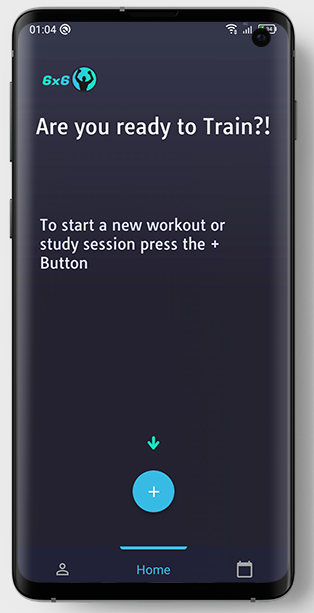 01:04
6x6
Are you ready to Train?!
To start a new workout or
study session press the +
Button
+
Home